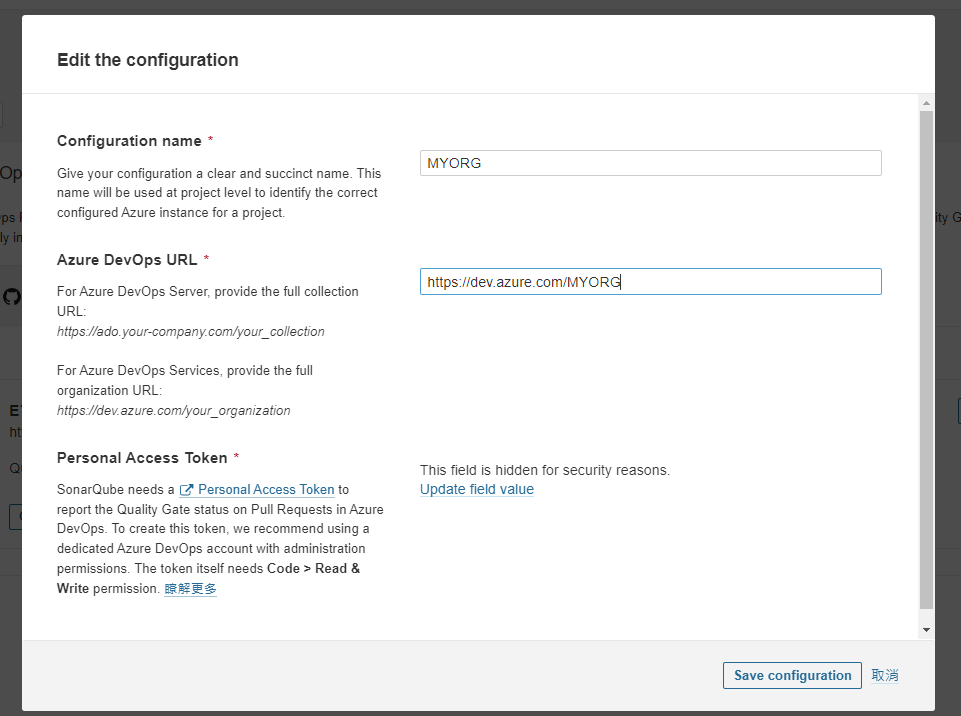 Edit the configuration
Configuration name *
Give your configuration a clear and succinct name. This
name will be used at project level to identify the correct
configured Azure instance for a project.
MYORG
Azure DevOps URL *
For Azure DevOps Server, provide the full collection
URL:
https://ado.your-company.com/your_collection
For Azure DevOps Services, provide the full
organization URL:
https://dev.azure.com/your_organization
https://dev.azure.com/MYORG
Personal Access Token *
SonarQube needs a Personal Access Token to
report the Quality Gate status on Pull Requests in Azure
DevOps. To create this token, we recommend using a
dedicated Azure DevOps account with administration
permissions. The token itself needs Code > Read &
Write permission. 瞭解更多
This field is hidden for security reasons.
Update field value
Save configuration 取消